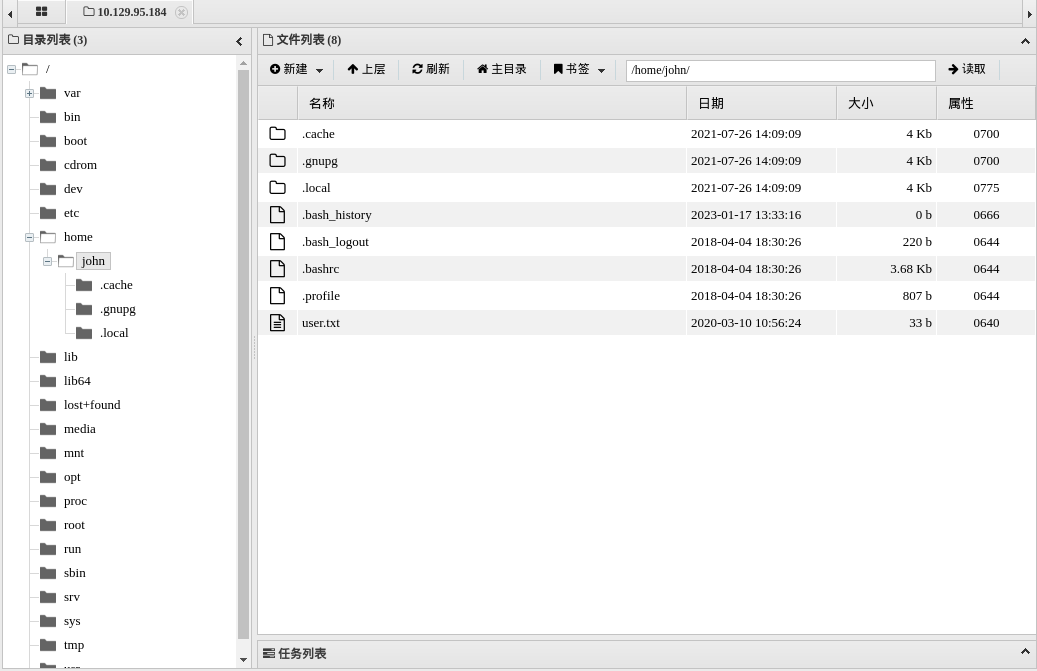 10.129.95.184
目录列表 (3)
/
var
bin
boot
cdrom
dev
etc
home
john
.cache
.gnupg
.local
lib
lib64
lost+found
media
mnt
opt
proc
root
run
sbin
srv
sys
tmp
文件列表 (8)
新建 上层 刷新 主目录 书签 /home/john/ 读取
名称 日期 大小 属性
.cache 2021-07-26 14:09:09 4 Kb 0700
.gnupg 2021-07-26 14:09:09 4 Kb 0700
.local 2021-07-26 14:09:09 4 Kb 0775
.bash_history 2023-01-17 13:33:16 0 b 0666
.bash_logout 2018-04-04 18:30:26 220 b 0644
.bashrc 2018-04-04 18:30:26 3.68 Kb 0644
.profile 2018-04-04 18:30:26 807 b 0644
user.txt 2020-03-10 10:56:24 33 b 0640
任务列表